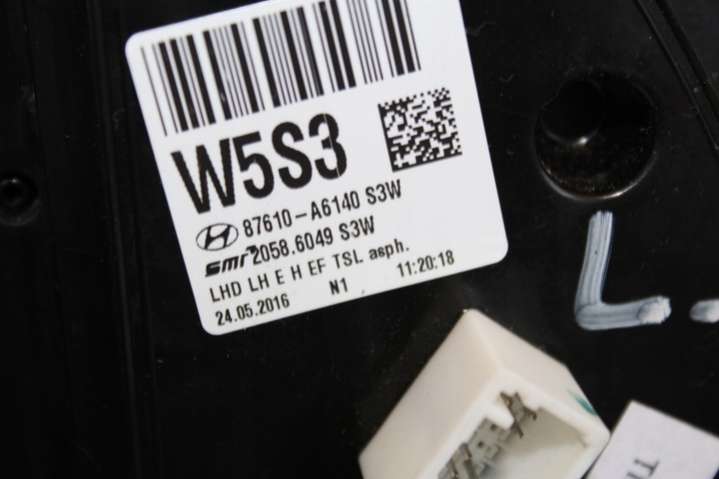 W5S3
87610-A6140 S3W
SMR 2058.6049 S3W
LHD LH E H EF TSL asph.
24.05.2016 N1 11:20:18
L.